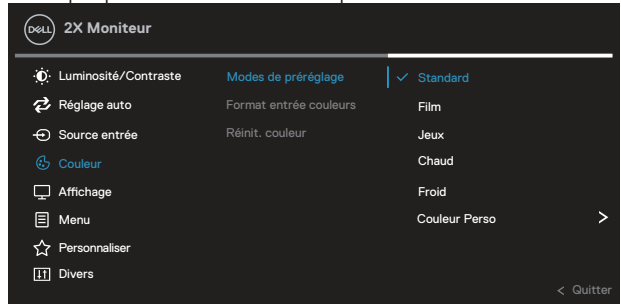 DELL 2X Moniteur
Luminosité/Contraste Modes de préréglage Standard
Réglage auto Format entrée couleurs Film
Source entrée Réinit. couleur Jeux
Couleur Chaud
Affichage Froid
Menu Couleur Perso >
Personnaliser
Divers
< Quitter